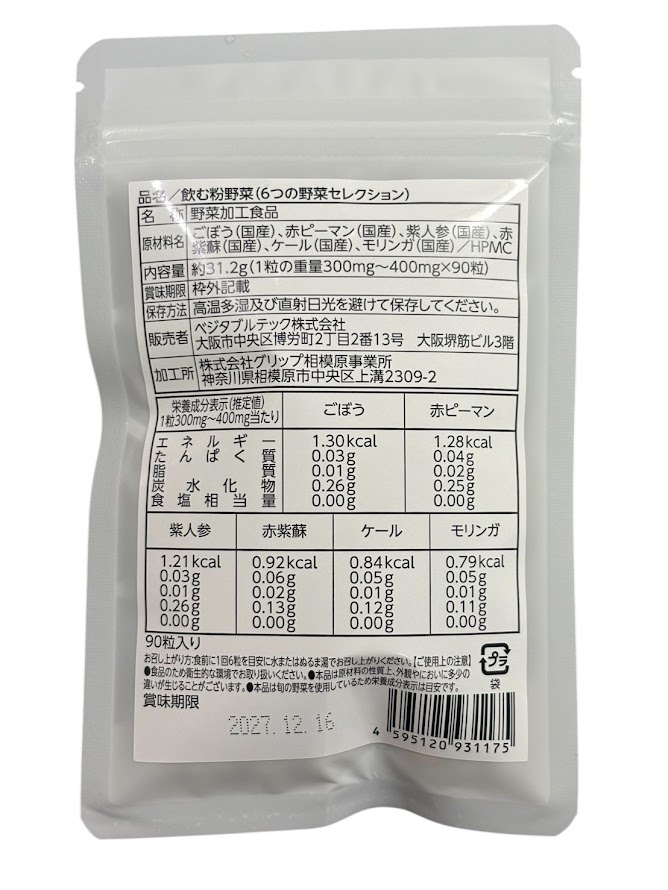 品名／飲む粉野菜（6つの野菜セレクション）
名 称 野菜加工食品
原材料名 ごぼう（国産）、赤ピーマン（国産）、紫人参（国産）、赤
紫蘇（国産）、ケール（国産）、モリンガ（国産）／HPMC
内容量 約31.2g（1粒の重量300mg〜400mg×90粒）
賞味期限 枠外記載
保存方法 高温多湿及び直射日光を避けて保存してください。
販売者 ベジタブルテック株式会社
大阪市中央区博労町2丁目2番13号 大阪堺筋ビル3階
加工所 株式会社グリップ相模原事業所
神奈川県相模原市中央区上溝2309-2
栄養成分表示（推定値）
1粒300mg〜400mg当たり ごぼう 赤ピーマン
エネルギー 1.30kcal 1.28kcal
たんぱく質 0.03g 0.04g
脂質 0.01g 0.02g
炭水化物 0.26g 0.25g
食塩相当量 0.00g 0.00g
紫人参 赤紫蘇 ケール モリンガ
1.21kcal 0.92kcal 0.84kcal 0.79kcal
0.03g 0.06g 0.05g 0.05g
0.01g 0.02g 0.01g 0.01g
0.26g 0.13g 0.12g 0.11g
0.00g 0.00g 0.00g 0.00g
90粒入り
お召し上がり方:食前に1回6粒を目安に水またはぬるま湯でお召し上がりください。【ご使用上の注意】
●食品のため衛生的な環境でお取り扱いください。●本品は原材料の性質上、外観やにおいに多少の
違いが生じることがございます。●本品は旬の野菜を使用しているため栄養成分表示は目安です。
プラ
袋
賞味期限
2027.12.16
4 595120 931175